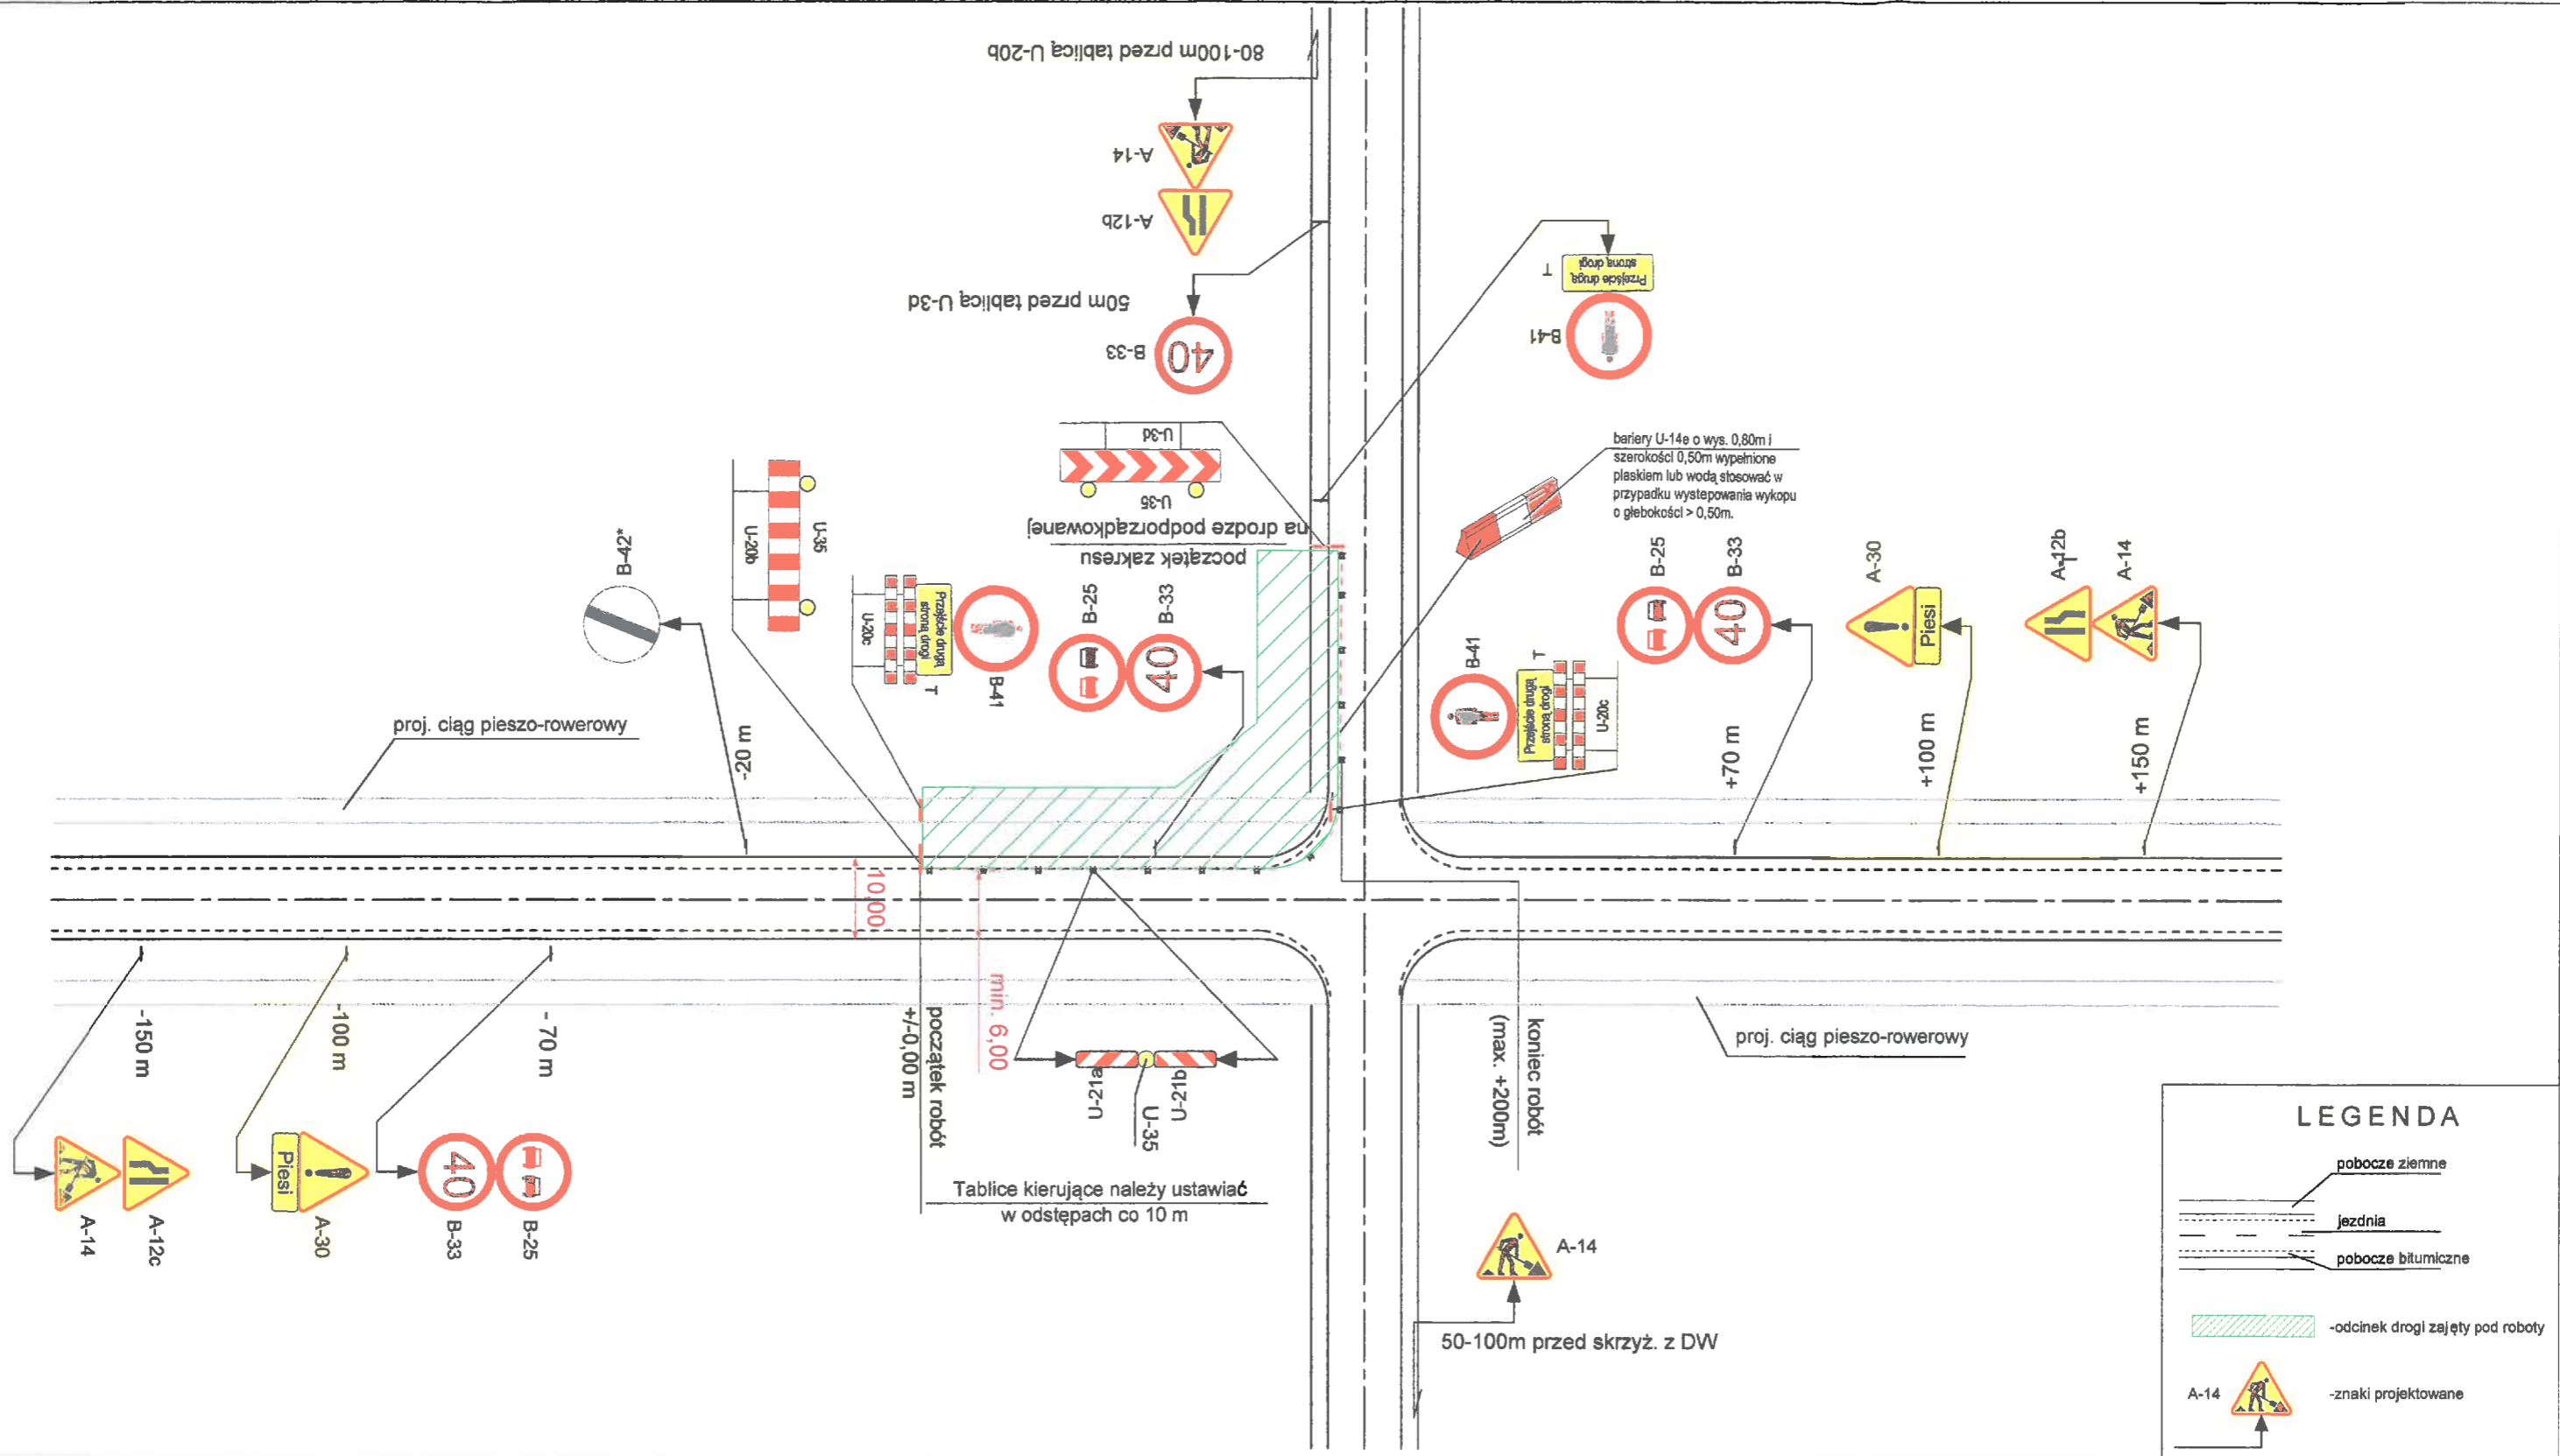 80-100m przed tablicą U-20b
A-14
A-12b
50m przed tablicą U-3d
B-33
40
U-3d
U-35
na drodze podporządkowanej
początek zakresu
Przejście drugą
stroną drogi
T
B-41
bariery U-14e o wys. 0,80m i
szerokości 0,50m wypełnione
piaskiem lub wodą stosować w
przypadku wystepowania wykopu
o głebokości > 0,50m.
B-42*
U-20b
U-35
U-20c
Przejście drugą
stroną drogi
T
B-41
B-25
B-33
40
B-41
Przejście drugą
stroną drogi
T
U-20c
B-25
B-33
40
A-30
Piesi
A-12b
A-14
proj. ciąg pieszo-rowerowy
-20 m
+70 m
+100 m
+150 m
10,00
min. 6,00
początek robót
+/-0,00 m
U-21a
U-35
U-21b
koniec robót
(max. +200m)
proj. ciąg pieszo-rowerowy
-150 m
-100 m
- 70 m
A-14
A-12c
Piesi
A-30
40
B-33
B-25
Tablice kierujące należy ustawiać
w odstępach co 10 m
A-14
50-100m przed skrzyż. z DW
LEGENDA
pobocze ziemne
jezdnia
pobocze bitumiczne
-odcinek drogi zajęty pod roboty
A-14
-znaki projektowane